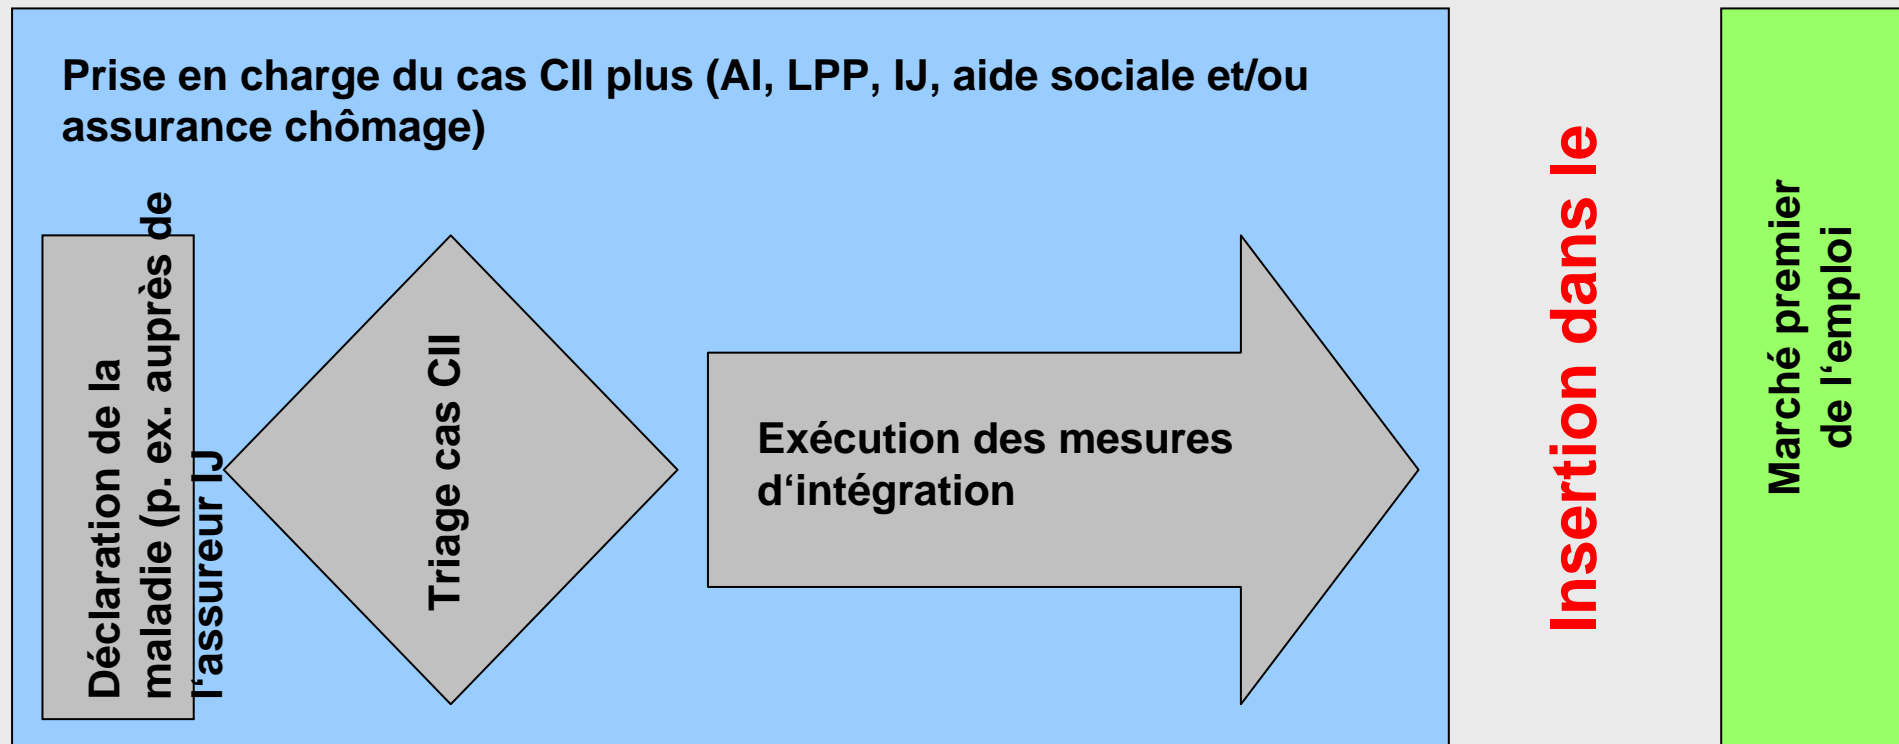 Prise en charge du cas CII plus (AI, LPP, IJ, aide sociale et/ou
assurance chômage)
Déclaration de la
maladie (p. ex. auprès de
l‘assureur IJ
Triage cas CII
Exécution des mesures
d‘intégration
Insertion dans le
Marché premier
de l‘emploi